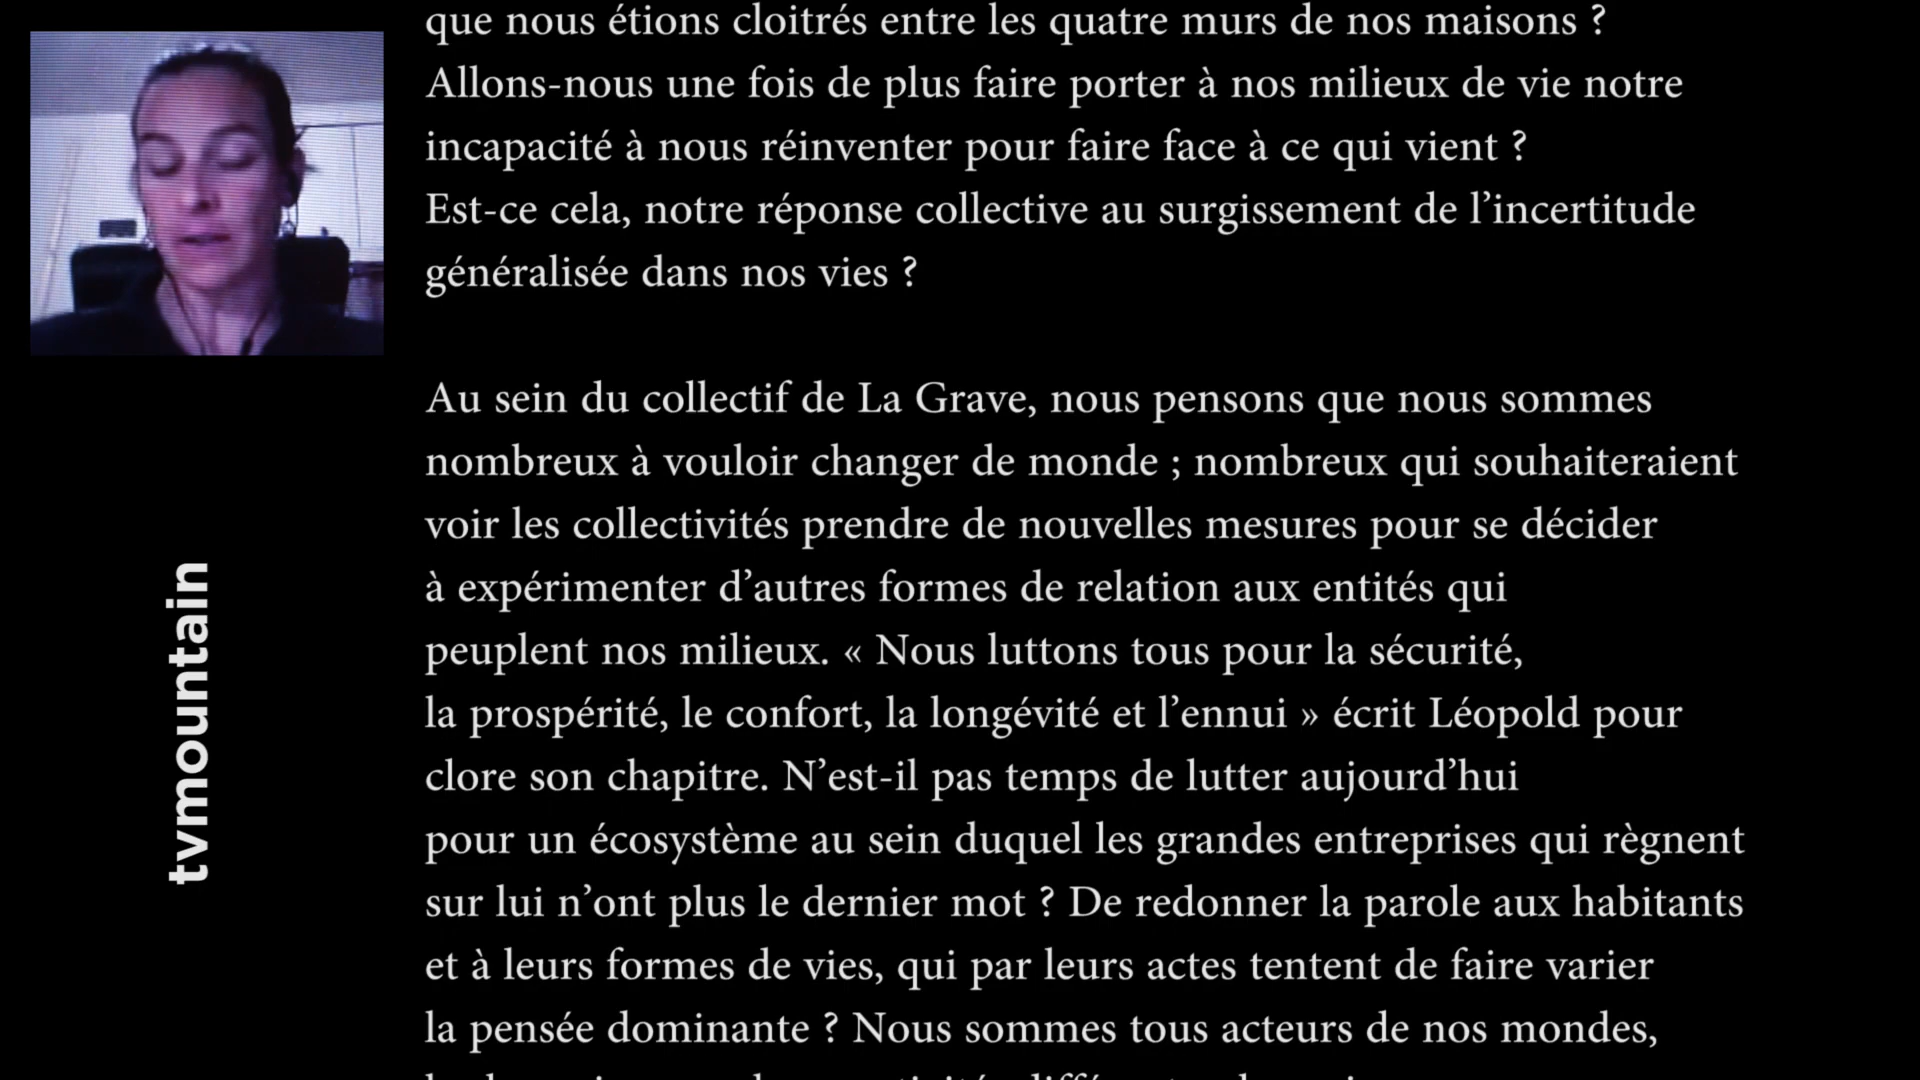 que nous étions cloitrés entre les quatre murs de nos maisons ?
Allons-nous une fois de plus faire porter à nos milieux de vie notre
incapacité à nous réinventer pour faire face à ce qui vient ?
Est-ce cela, notre réponse collective au surgissement de l’incertitude
généralisée dans nos vies ?
Au sein du collectif de La Grave, nous pensons que nous sommes
nombreux à vouloir changer de monde ; nombreux qui souhaiteraient
voir les collectivités prendre de nouvelles mesures pour se décider
à expérimenter d’autres formes de relation aux entités qui
peuplent nos milieux. « Nous luttons tous pour la sécurité,
la prospérité, le confort, la longévité et l’ennui » écrit Léopold pour
clore son chapitre. N’est-il pas temps de lutter aujourd’hui
pour un écosystème au sein duquel les grandes entreprises qui règnent
sur lui n’ont plus le dernier mot ? De redonner la parole aux habitants
et à leurs formes de vies, qui par leurs actes tentent de faire varier
la pensée dominante ? Nous sommes tous acteurs de nos mondes,
tvmountain